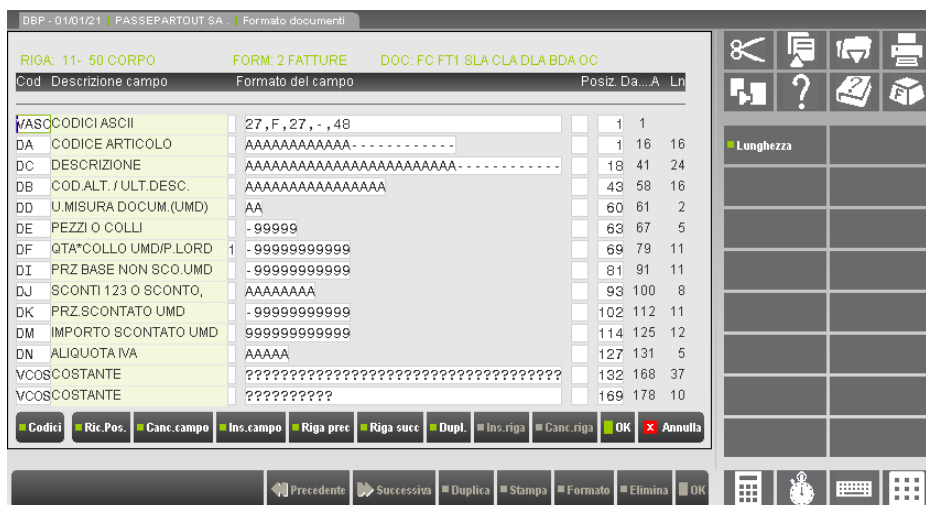 DBP - 01/01/21 PASSEPARTOUT SA . Formato documenti
RIGA: 11- 50 CORPO FORM: 2 FATTURE DOC: FC FT1 SLA CLA DLA BDA OC
Cod Descrizione campo Formato del campo Posiz. Da....A Ln
VASC CODICI ASCII 27,F,27,-,48 1 1
DA CODICE ARTICOLO AAAAAAAAAAAA------------ 1 16 16
DC DESCRIZIONE AAAAAAAAAAAAAAAAAAAAAAAA------------ 18 41 24
DB COD.ALT. / ULT.DESC. AAAAAAAAAAAAAAAA 43 58 16
DD U.MISURA DOCUM.(UMD) AA 60 61 2
DE PEZZI O COLLI -99999 63 67 5
DF QTA*COLLO UMD/P.LORD 1 -99999999999 69 79 11
DI PRZ BASE NON SCO.UMD -99999999999 81 91 11
DJ SCONTI 123 O SCONTO, AAAAAAAA 93 100 8
DK PRZ.SCONTATO UMD -99999999999 102 112 11
DM IMPORTO SCONTATO UMD 999999999999 114 125 12
DN ALIQUOTA IVA AAAAA 127 131 5
VCOS COSTANTE ????????????????????????????????????? 132 168 37
VCOS COSTANTE ?????????? 169 178 10
Codici Ric.Pos. Canc.campo Ins.campo Riga prec Riga succ Dupl. Ins.riga Canc.riga OK X Annulla
Precedente Successiva Duplica Stampa Formato Elimina OK
Lunghezza